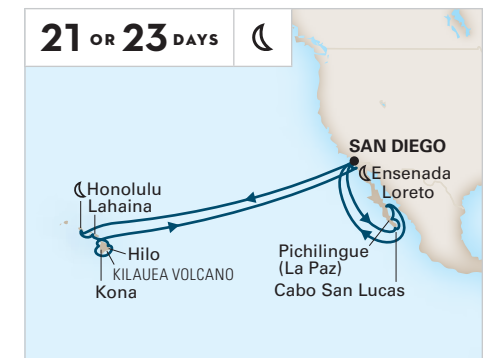 21 OR 23 DAYS
SAN DIEGO
Ensenada
Loreto
Honolulu
Lahaina
Hilo
KILAUEA VOLCANO
Kona
Pichilingue
(La Paz)
Cabo San Lucas